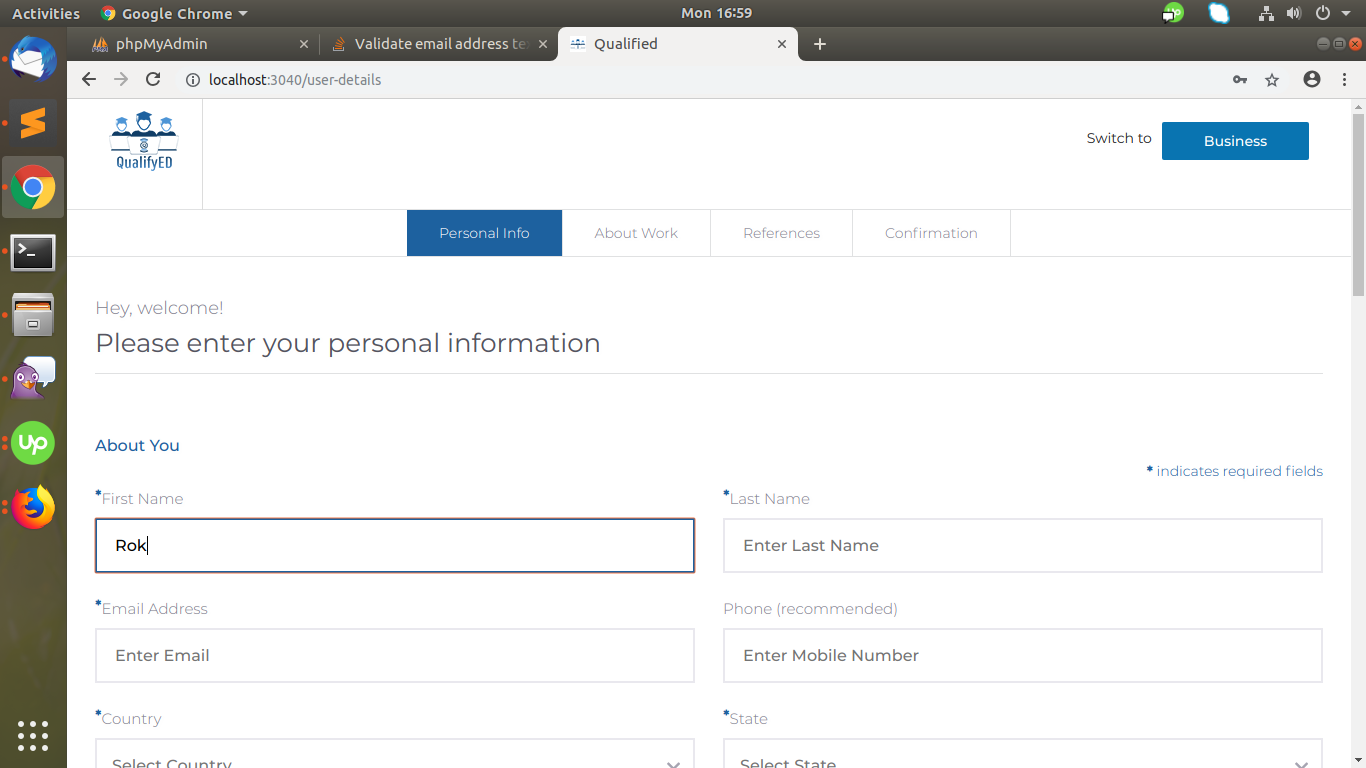 Activities Google Chrome Mon 16:59
phpMyAdmin Validate email address te Qualified
localhost:3040/user-details
QualifyED
Switch to Business
Personal Info About Work References Confirmation
Hey, welcome!
Please enter your personal information
About You
* indicates required fields
*First Name *Last Name
Rok Enter Last Name
*Email Address Phone (recommended)
Enter Email Enter Mobile Number
*Country *State
Select Country Select State
up